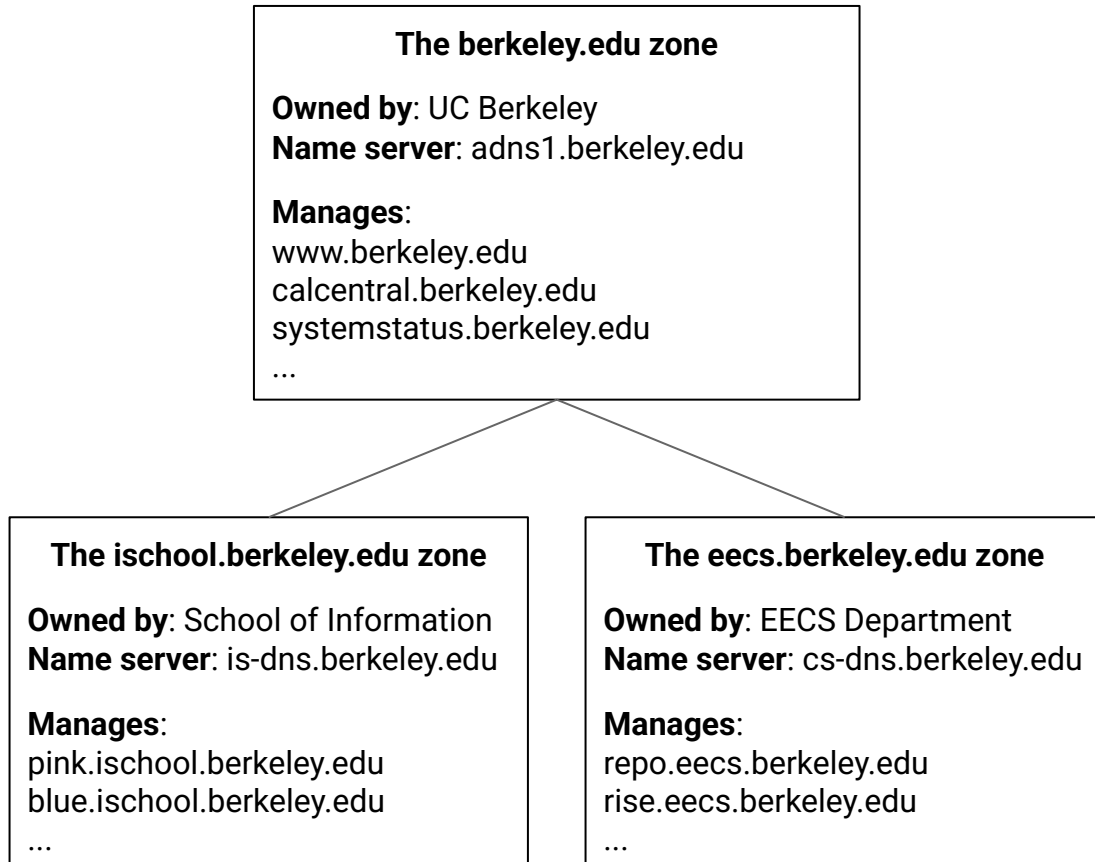 The berkeley.edu zone
Owned by: UC Berkeley
Name server: adns1.berkeley.edu
Manages:
www.berkeley.edu
calcentral.berkeley.edu
systemstatus.berkeley.edu
...
The ischool.berkeley.edu zone
Owned by: School of Information
Name server: is-dns.berkeley.edu
Manages:
pink.ischool.berkeley.edu
blue.ischool.berkeley.edu
...
The eecs.berkeley.edu zone
Owned by: EECS Department
Name server: cs-dns.berkeley.edu
Manages:
repo.eecs.berkeley.edu
rise.eecs.berkeley.edu
...